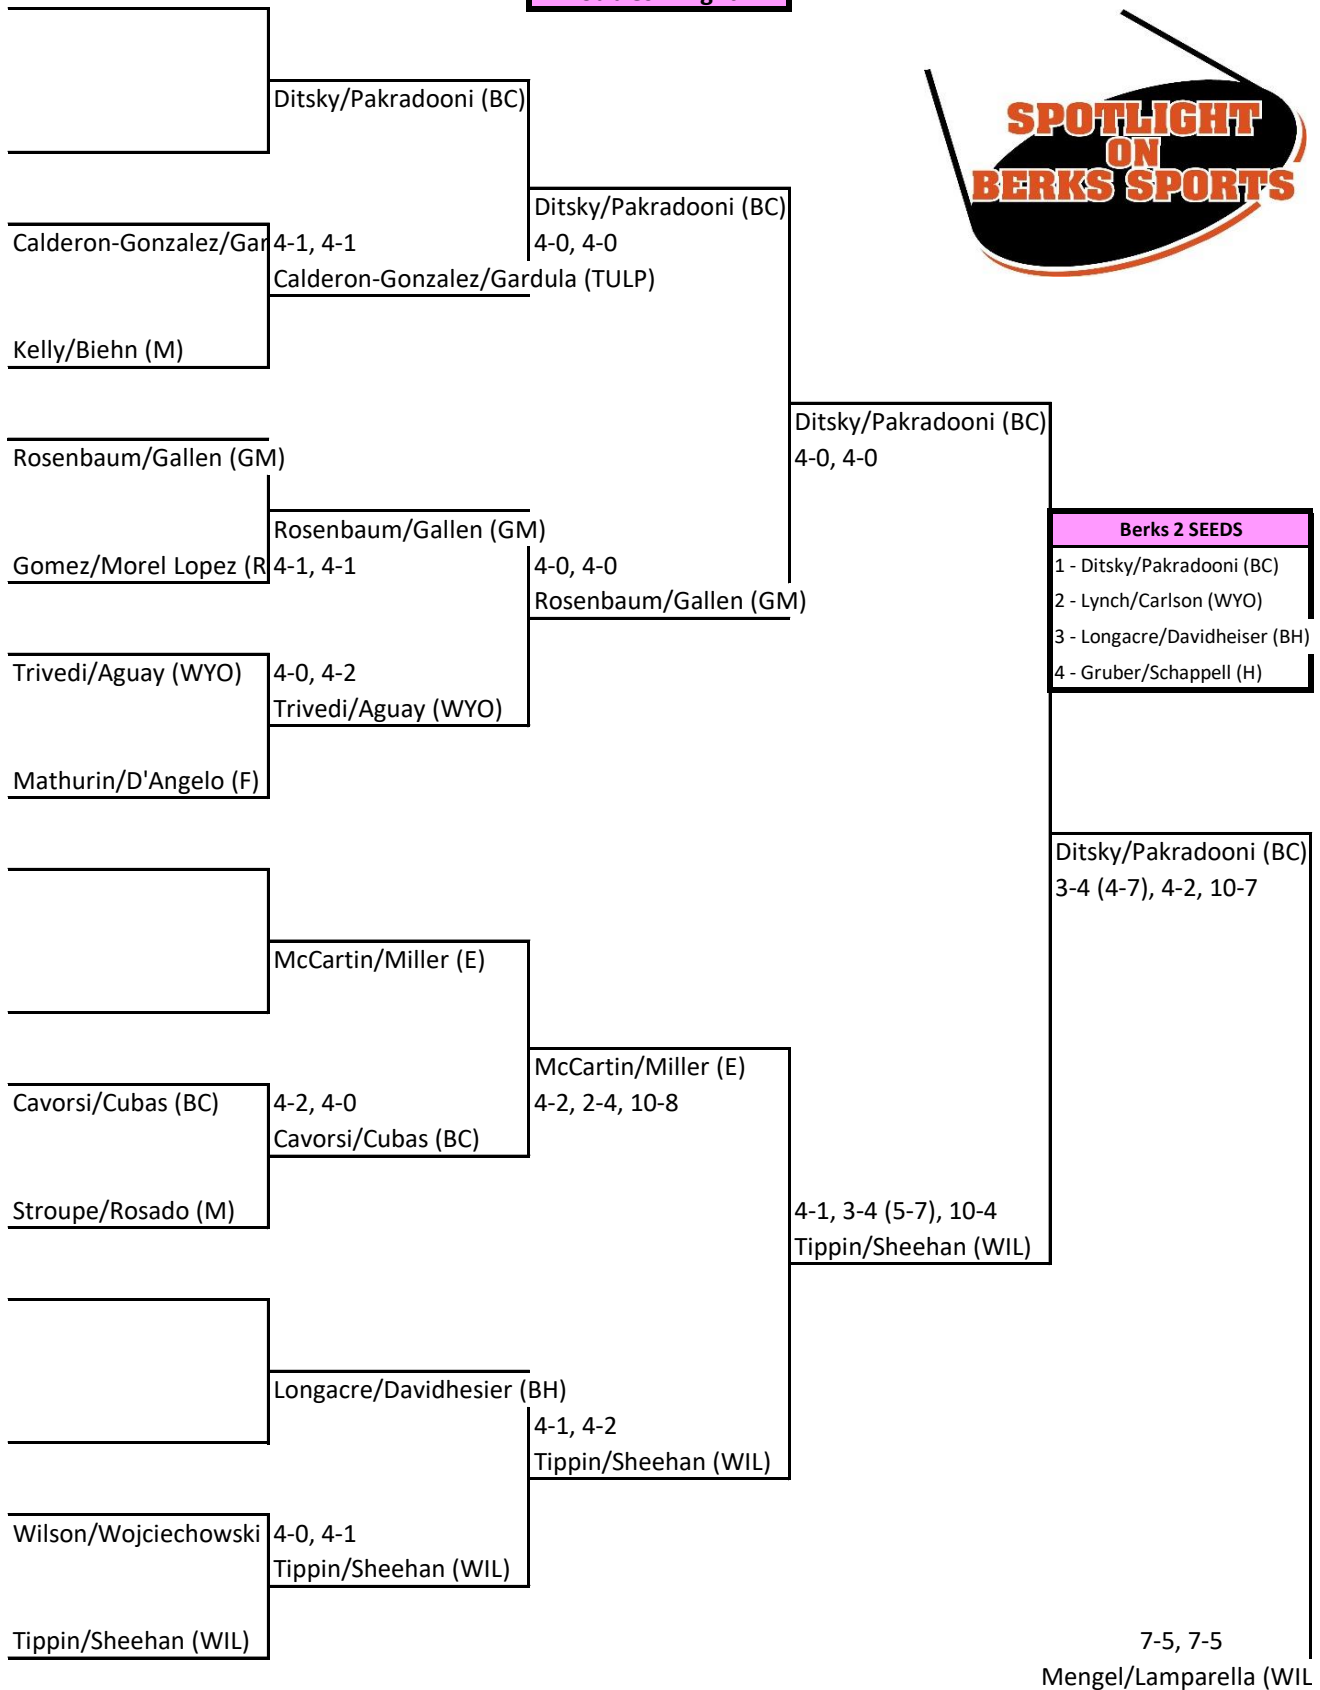 Ditsky/Pakradooni (BC)
Calderon-Gonzalez/Gar
4-1, 4-1
Calderon-Gonzalez/Gardula (TULP)
Kelly/Biehn (M)
Ditsky/Pakradooni (BC)
4-0, 4-0
SPOTLIGHT
ON
BERKS SPORTS
Rosenbaum/Gallen (GM)
Rosenbaum/Gallen (GM)
Gomez/Morel Lopez (R
4-1, 4-1
4-0, 4-0
Rosenbaum/Gallen (GM)
Trivedi/Aguay (WYO)
4-0, 4-2
Trivedi/Aguay (WYO)
Mathurin/D'Angelo (F)
Ditsky/Pakradooni (BC)
4-0, 4-0
Berks 2 SEEDS
1 - Ditsky/Pakradooni (BC)
2 - Lynch/Carlson (WYO)
3 - Longacre/Davidheiser (BH)
4 - Gruber/Schappell (H)
Ditsky/Pakradooni (BC)
3-4 (4-7), 4-2, 10-7
McCartin/Miller (E)
McCartin/Miller (E)
4-2, 2-4, 10-8
Cavorsi/Cubas (BC)
4-2, 4-0
Cavorsi/Cubas (BC)
Stroupe/Rosado (M)
4-1, 3-4 (5-7), 10-4
Tippin/Sheehan (WIL)
Longacre/Davidhesier (BH)
4-1, 4-2
Tippin/Sheehan (WIL)
Wilson/Wojciechowski
4-0, 4-1
Tippin/Sheehan (WIL)
Tippin/Sheehan (WIL)
7-5, 7-5
Mengel/Lamparella (WIL